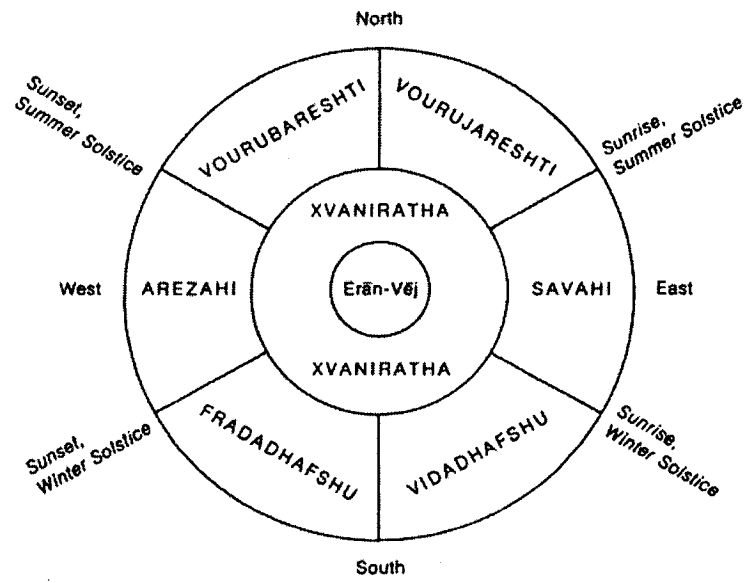 North
Sunset,
Summer Solstice
VOURUBARESHTI
VOURUJARESHTI
Sunrise,
Summer Solstice
XVANIRATHA
West
AREZAHI
Erān-Vēj
SAVAHI
East
XVANIRATHA
Sunset,
Winter Solstice
FRADADHAFSHU
VIDADHAFSHU
Sunrise,
Winter Solstice
South